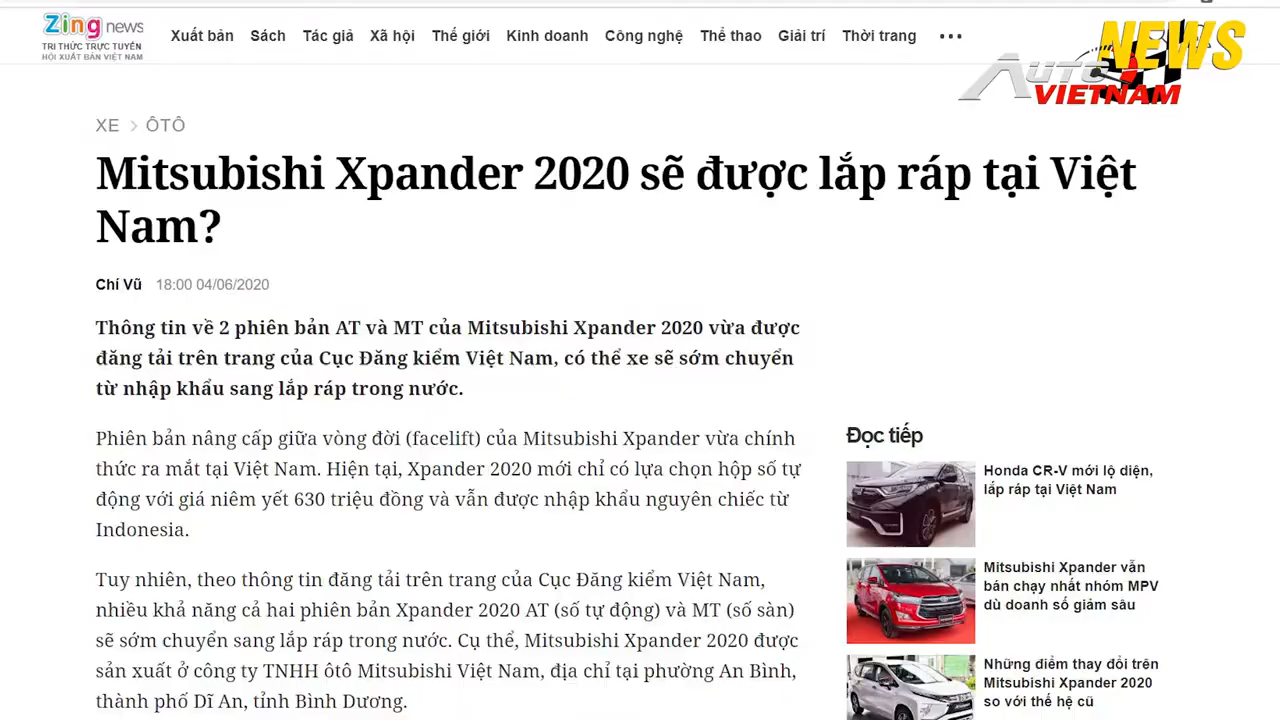 Zing news
TRI THỨC TRỰC TUYẾN
HỘI XUẤT BẢN VIỆT NAM
Xuất bản Sách Tác giả Xã hội Thế giới Kinh doanh Công nghệ Thể thao Giải trí Thời trang •••
NEWS
AUTO
VIETNAM
XE > ÔTÔ
Mitsubishi Xpander 2020 sẽ được lắp ráp tại Việt
Nam?
Chí Vũ 18:00 04/06/2020
Thông tin về 2 phiên bản AT và MT của Mitsubishi Xpander 2020 vừa được
đăng tải trên trang của Cục Đăng kiểm Việt Nam, có thể xe sẽ sớm chuyển
từ nhập khẩu sang lắp ráp trong nước.
Phiên bản nâng cấp giữa vòng đời (facelift) của Mitsubishi Xpander vừa chính
thức ra mắt tại Việt Nam. Hiện tại, Xpander 2020 mới chỉ có lựa chọn hộp số tự
động với giá niêm yết 630 triệu đồng và vẫn được nhập khẩu nguyên chiếc từ
Indonesia.
Tuy nhiên, theo thông tin đăng tải trên trang của Cục Đăng kiểm Việt Nam,
nhiều khả năng cả hai phiên bản Xpander 2020 AT (số tự động) và MT (số sàn)
sẽ sớm chuyển sang lắp ráp trong nước. Cụ thể, Mitsubishi Xpander 2020 được
sản xuất ở công ty TNHH ôtô Mitsubishi Việt Nam, địa chỉ tại phường An Bình,
thành phố Dĩ An, tỉnh Bình Dương.
Đọc tiếp
Honda CR-V mới lộ diện,
lắp ráp tại Việt Nam
Mitsubishi Xpander vẫn
bán chạy nhất nhóm MPV
dù doanh số giảm sâu
Những điểm thay đổi trên
Mitsubishi Xpander 2020
so với thế hệ cũ